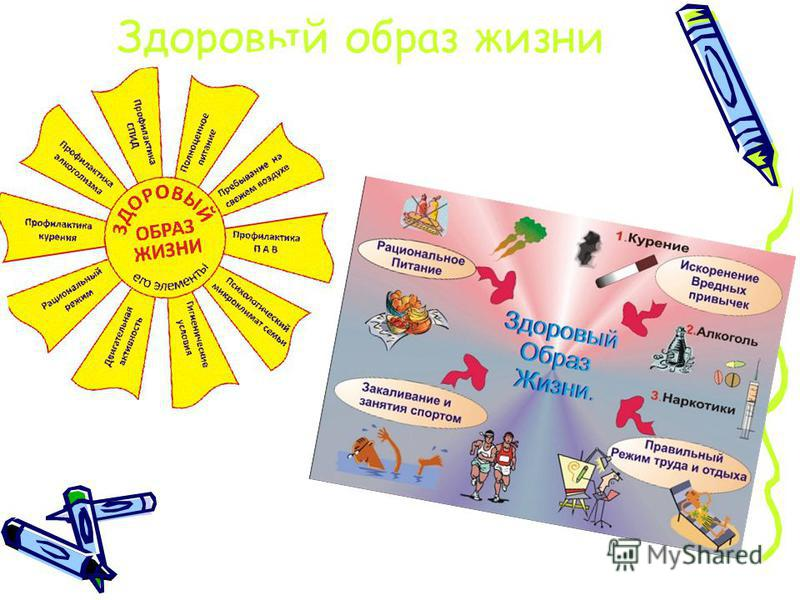 Здоровый образ жизни
Профилактика
СПИД
Полноценное
питание
Пребывание на
свежем воздухе
Профилактика
П А В
Психологический
микроклимат семьи
Гигиенические
условия
Двигательная
активность
Рациональный
режим
Профилактика
курения
Профилактика
алкоголизма
ЗДОРОВЫЙ
ОБРАЗ
ЖИЗНИ
его элементы
Рациональное
Питание
1.Курение
Искоренение
Вредных
привычек
Здоровый
Образ
Жизни.
2.Алкоголь
3.Наркотики
Закаливание и
занятия спортом
Правильный
Режим труда и отдыха
MyShared